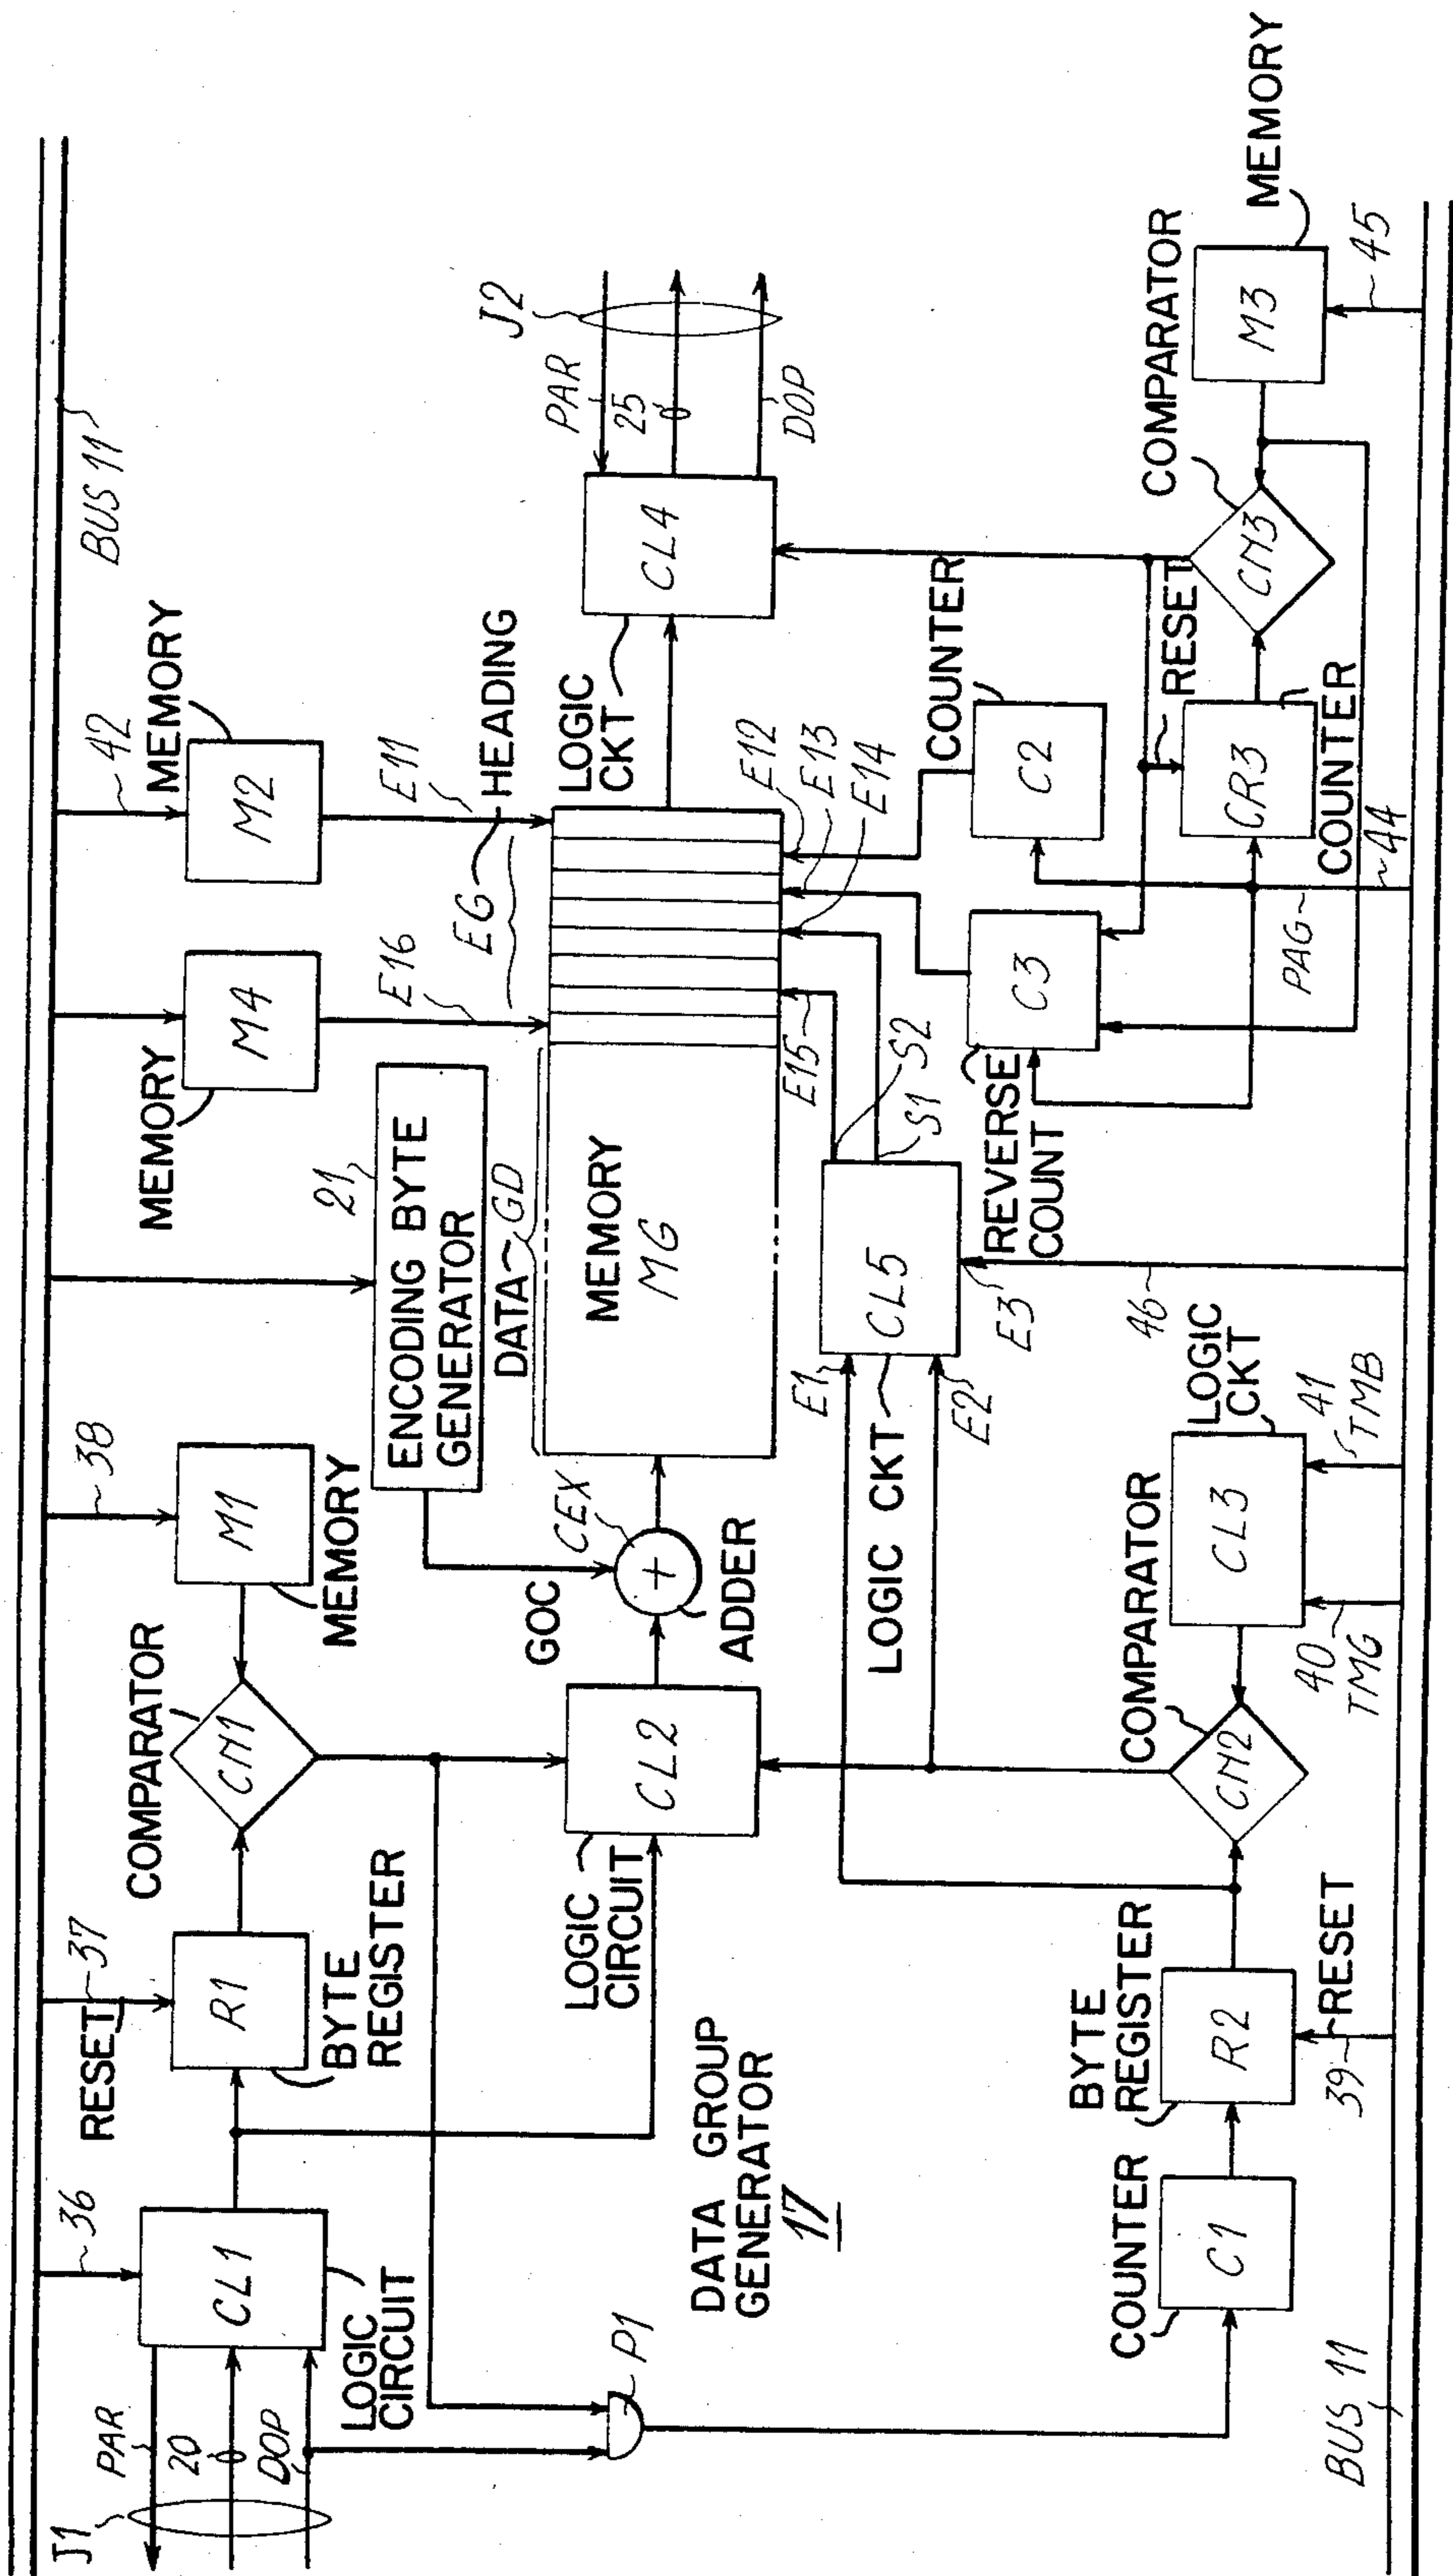 BUS 11
J1
PAR
20
DOP
36
CL1
LOGIC
CIRCUIT
RESET
37
R1
BYTE
REGISTER
COMPARATOR
CM1
38
M1
MEMORY
21
ENCODING BYTE
GENERATOR
MEMORY
M4
E16
42
MEMORY
M2
E11
EG
HEADING
DATA
GD
MEMORY
MG
GOC
CEX
+
ADDER
LOGIC
CIRCUIT
CL2
LOGIC
CKT
CL4
PAR
25
DOP
J2
E12
E13
E14
E15
S2
S1
E1
E2
E3
CL5
LOGIC CKT
46
P1
DATA GROUP
GENERATOR
17
COUNTER
C1
BYTE
REGISTER
R2
39
RESET
COMPARATOR
CM2
LOGIC
CKT
CL3
40
TMG
41
TMB
REVERSE
COUNT
C3
COUNTER
C2
RESET
CR3
COUNTER
PAG
44
COMPARATOR
CM3
M3
MEMORY
45
BUS 11